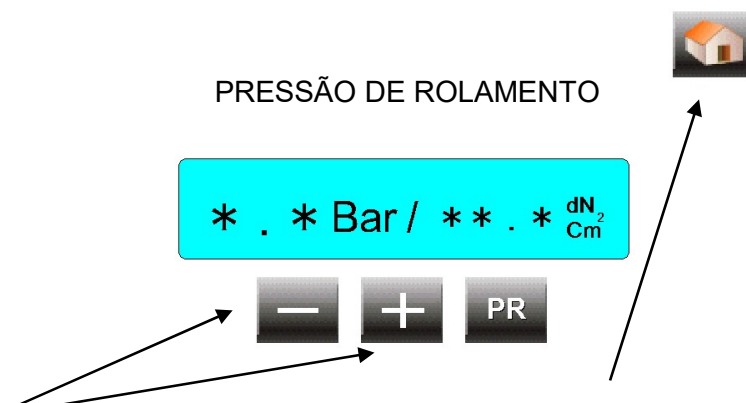 PRESSÃO DE ROLAMENTO
* . * Bar / ** . * dN
Cm2
− + PR